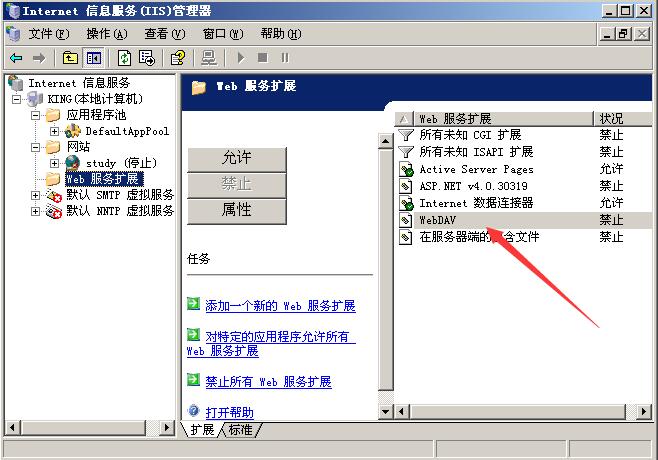 Internet 信息服务(IIS)管理器
文件(F) 操作(A) 查看(V) 窗口(W) 帮助(H)
Internet 信息服务
KING(本地计算机)
应用程序池
DefaultAppPool
网站
study (停止)
Web 服务扩展
默认 SMTP 虚拟服务
默认 NNTP 虚拟服务
Web 服务扩展
允许
禁止
属性
任务
添加一个新的 Web 服务扩展
对特定的应用程序允许所有
Web 服务扩展
禁止所有 Web 服务扩展
打开帮助
Web 服务扩展 状况
所有未知 CGI 扩展 禁止
所有未知 ISAPI 扩展 禁止
Active Server Pages 允许
ASP.NET v4.0.30319 禁止
Internet 数据连接器 允许
WebDAV 禁止
在服务器端的 含文件 禁止
扩展 标准